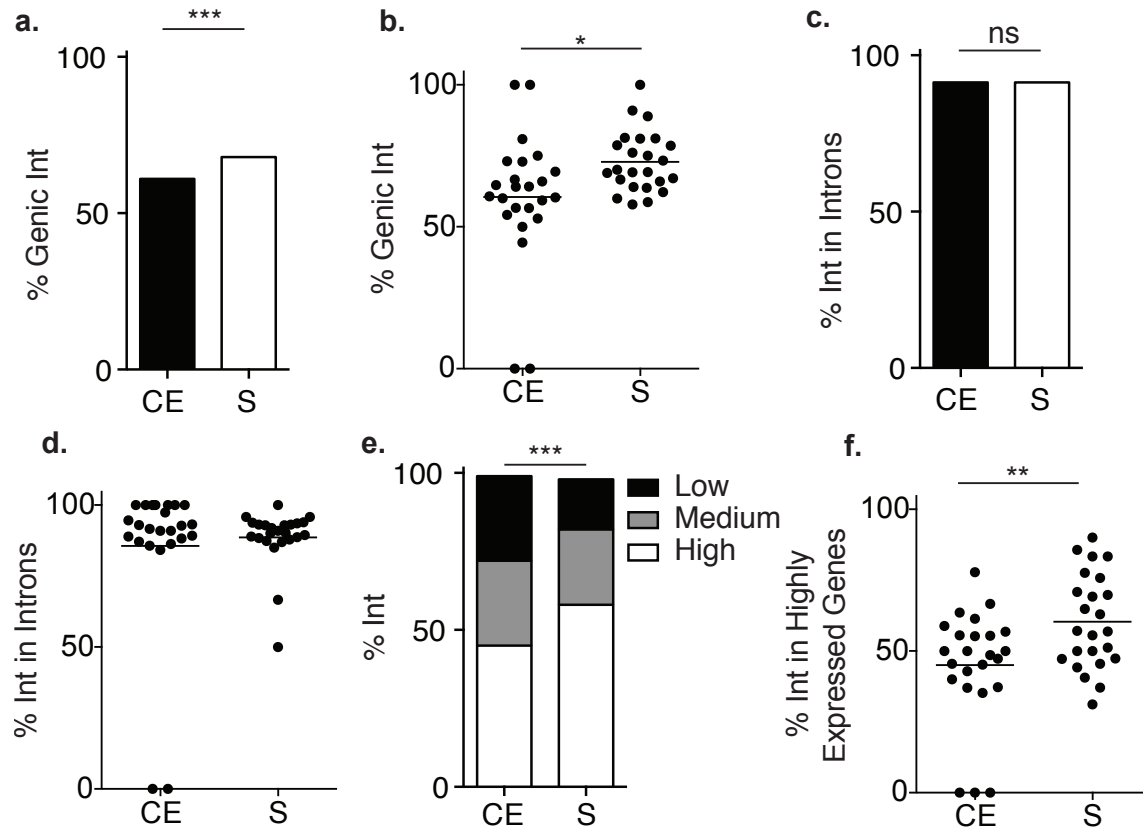 a.
***
100
50
0
% Genic Int
CE S
b.
*
100
50
0
% Genic Int
CE S
c.
ns
100
50
0
% Int in Introns
CE S
d.
100
50
0
% Int in Introns
CE S
e.
***
100
50
0
% Int
CE S
Low
Medium
High
f.
**
100
50
0
% Int in Highly
Expressed Genes
CE S